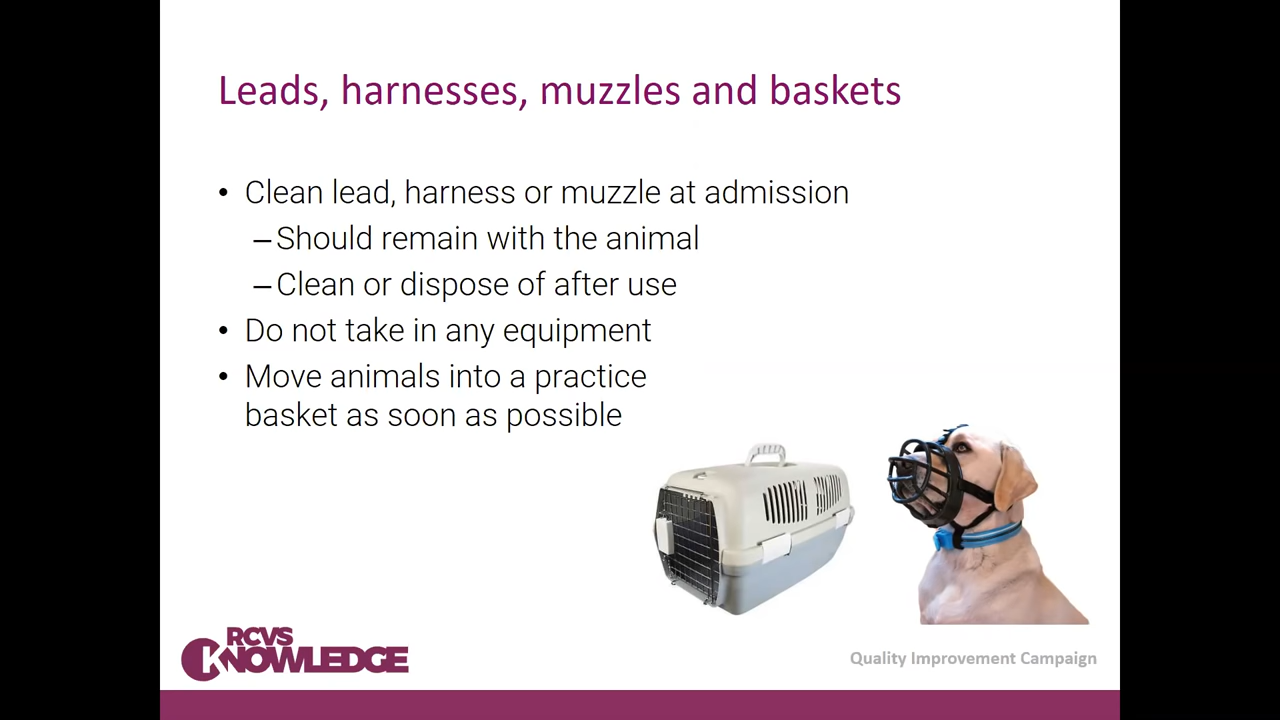 Leads, harnesses, muzzles and baskets
• Clean lead, harness or muzzle at admission
– Should remain with the animal
– Clean or dispose of after use
• Do not take in any equipment
• Move animals into a practice
basket as soon as possible
RCVS
KNOWLEDGE
Quality Improvement Campaign